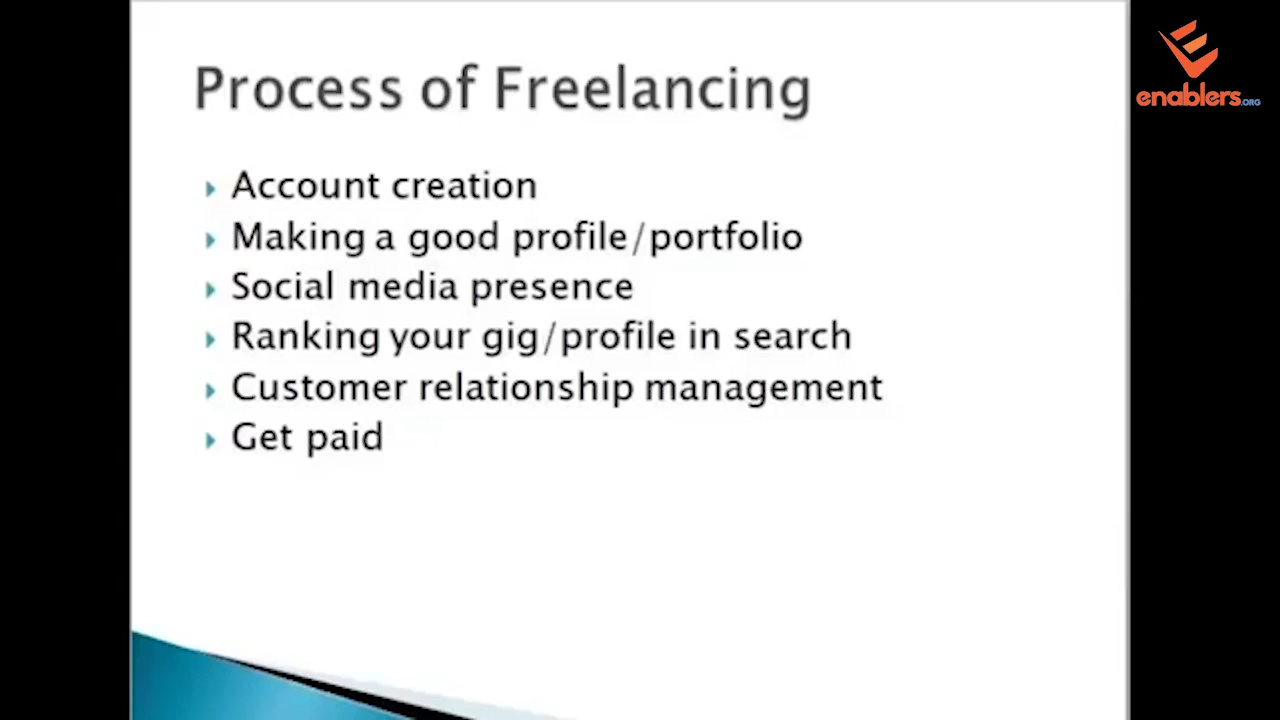 Process of Freelancing
Account creation
Making a good profile/portfolio
Social media presence
Ranking your gig/profile in search
Customer relationship management
Get paid
enablers.ORG